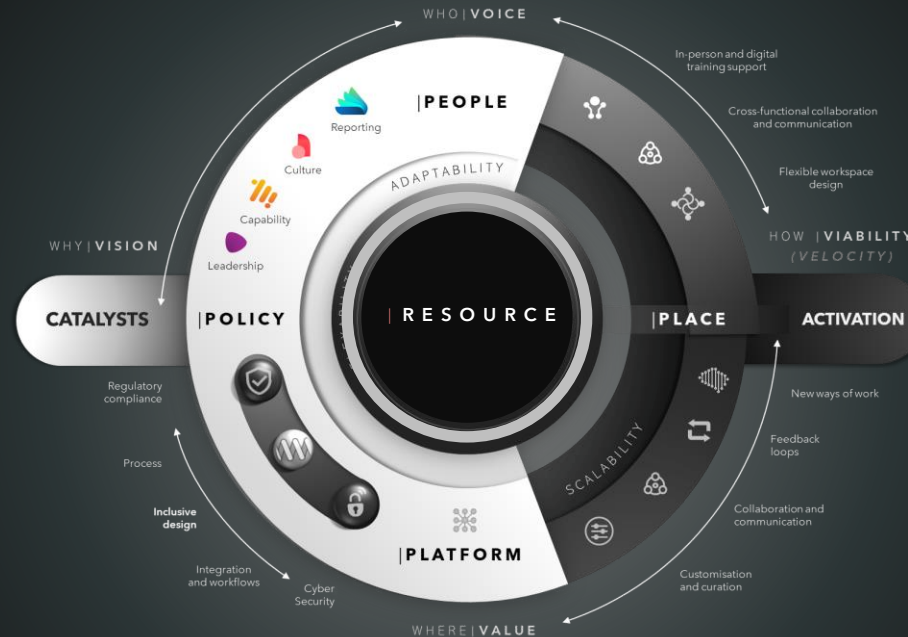 WHO|VOICE
In-person and digital
training support
|PEOPLE
Reporting
Cross-functional collaboration
and communication
Culture
ADAPTABILITY
Flexible workspace
design
Capability
WHY|VISION
HOW |VIABILITY
(VELOCITY)
Leadership
CATALYSTS
|POLICY
|RESOURCE
|PLACE
ACTIVATION
Regulatory
compliance
New ways of work
Feedback
loops
Process
SCALABILITY
Inclusive
design
Collaboration and
communication
Integration
and workflows
Cyber
Security
|PLATFORM
Customisation
and curation
WHERE|VALUE